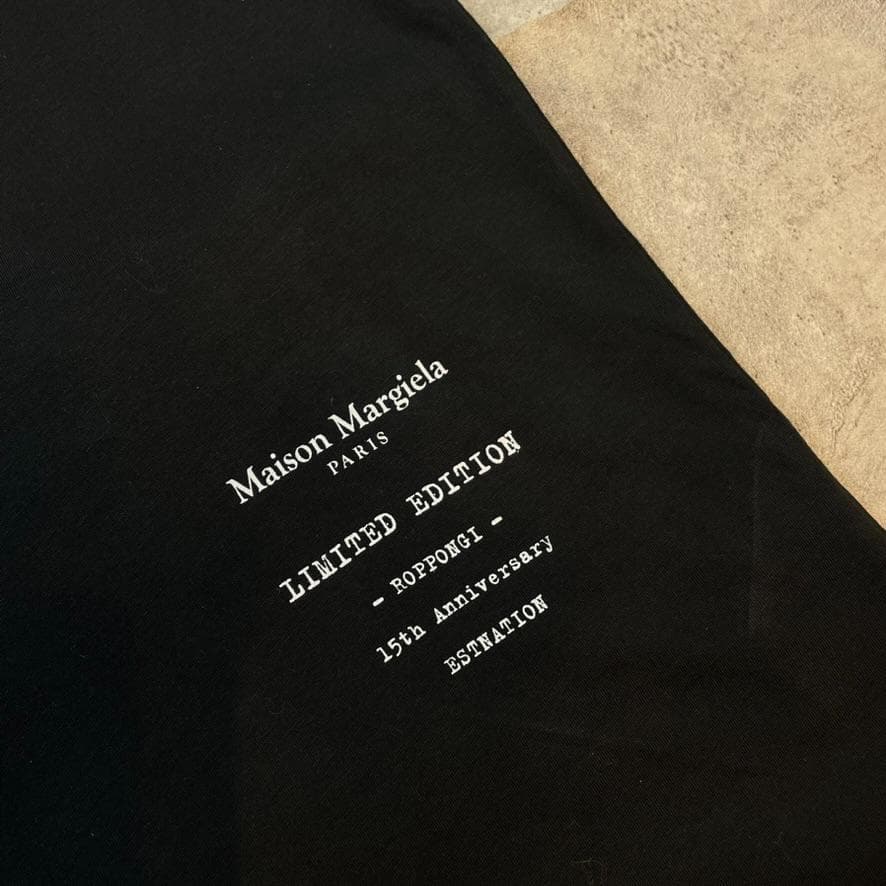 Maison Margiela
PARIS
LIMITED EDITION
- ROPPONGI -
15th Anniversary
ESTNATION